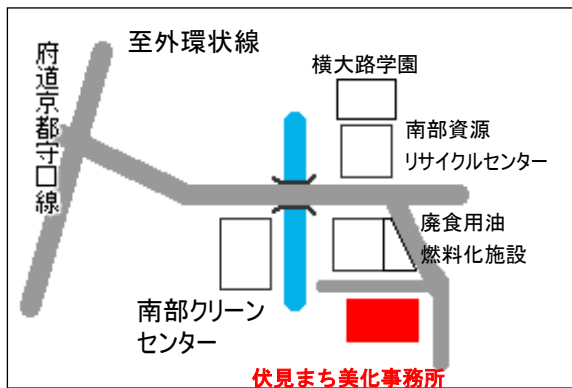 府道京都守口線
至外環状線
横大路学園
南部資源
リサイクルセンター
廃食用油
燃料化施設
南部クリーン
センター
伏見まち美化事務所